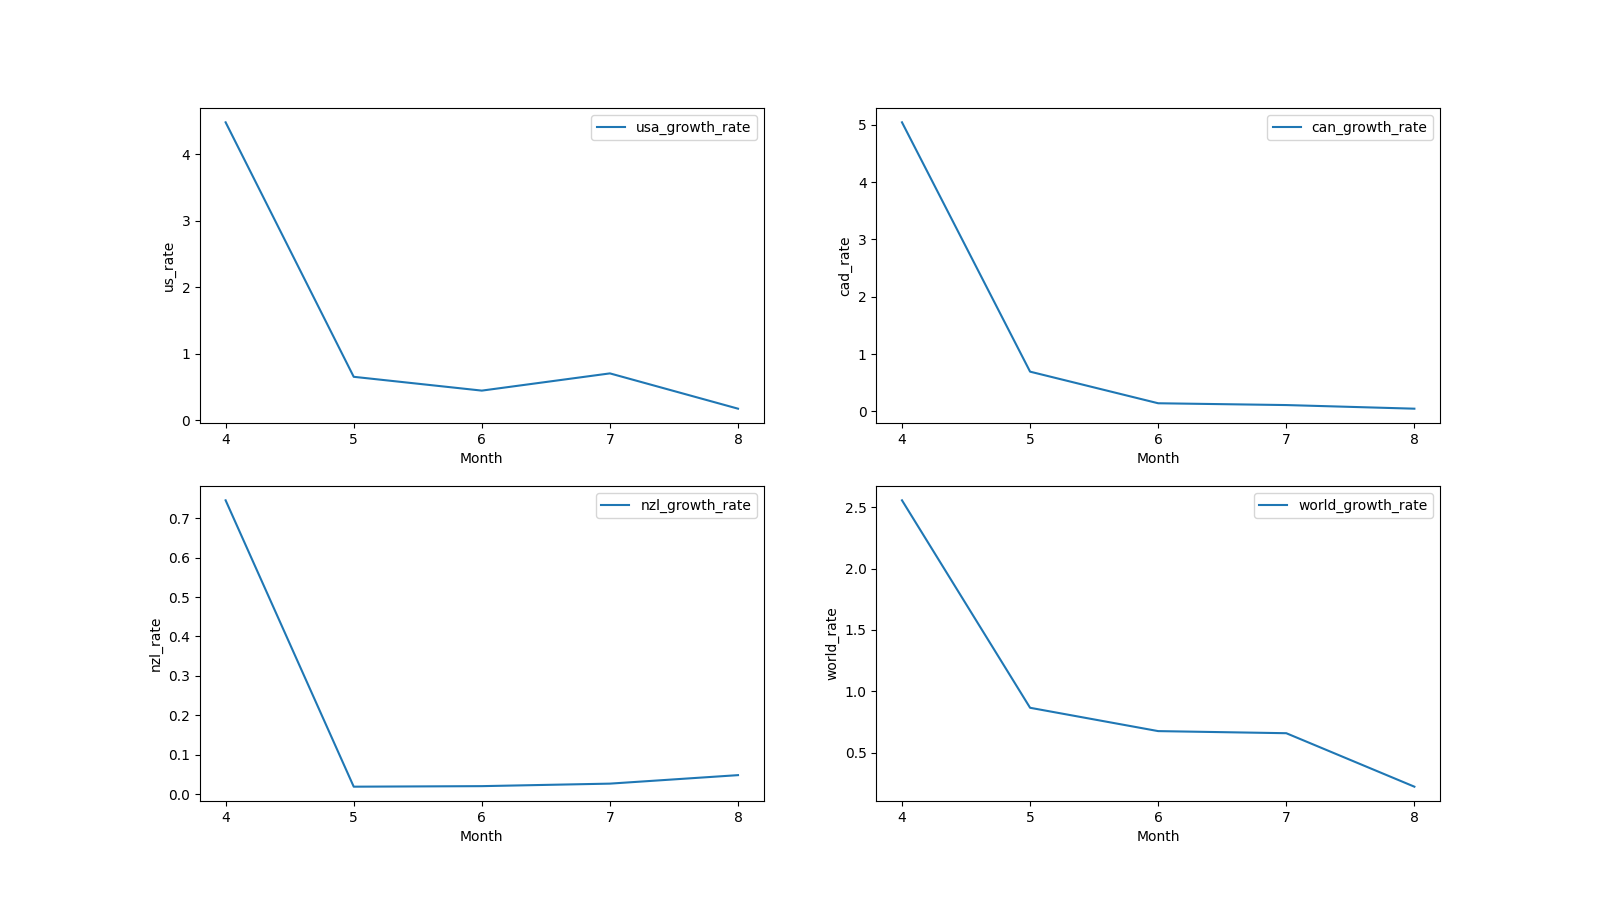 usa_growth_rate
4
3
2
1
0
us_rate
4 5 6 7 8
Month
can_growth_rate
5
4
3
2
1
0
cad_rate
4 5 6 7 8
Month
nzl_growth_rate
0.7
0.6
0.5
0.4
0.3
0.2
0.1
0.0
nzl_rate
4 5 6 7 8
Month
world_growth_rate
2.5
2.0
1.5
1.0
0.5
world_rate
4 5 6 7 8
Month